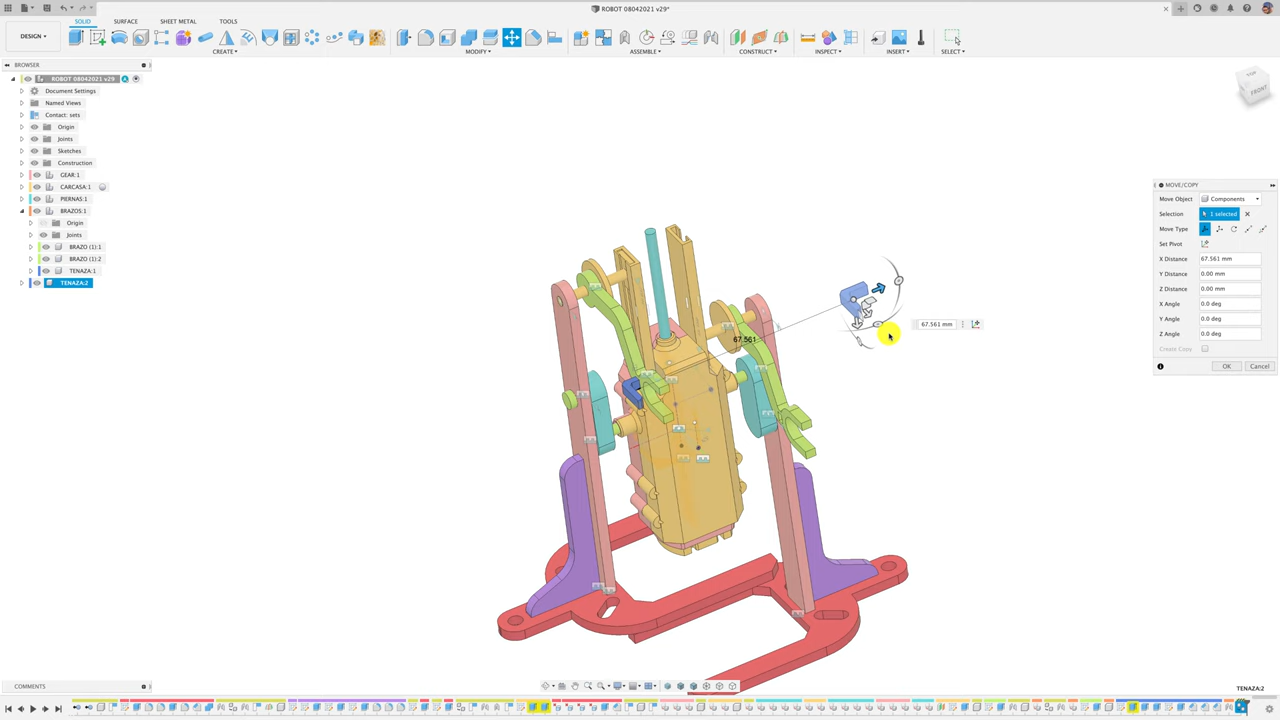 ROBOT 08042021 v29*
DESIGN
SOLID
SURFACE
SHEET METAL
TOOLS
CREATE
MODIFY
ASSEMBLE
CONSTRUCT
INSPECT
INSERT
SELECT
BROWSER
ROBOT 08042021 v29
Document Settings
Named Views
Contact: sets
Origin
Joints
Sketches
Construction
GEAR:1
CARCASA:1
PIERNAS:1
BRAZOS:1
Origin
Joints
BRAZO (1):1
BRAZO (1):2
TENAZA:1
TENAZA:2
TOP
FRONT
67.561
67.561 mm
MOVE/COPY
Move Object Components
Selection 1 selected
Move Type
Set Pivot
X Distance 67.561 mm
Y Distance 0.00 mm
Z Distance 0.00 mm
X Angle 0.0 deg
Y Angle 0.0 deg
Z Angle 0.0 deg
Create Copy
OK Cancel
COMMENTS
TENAZA:2